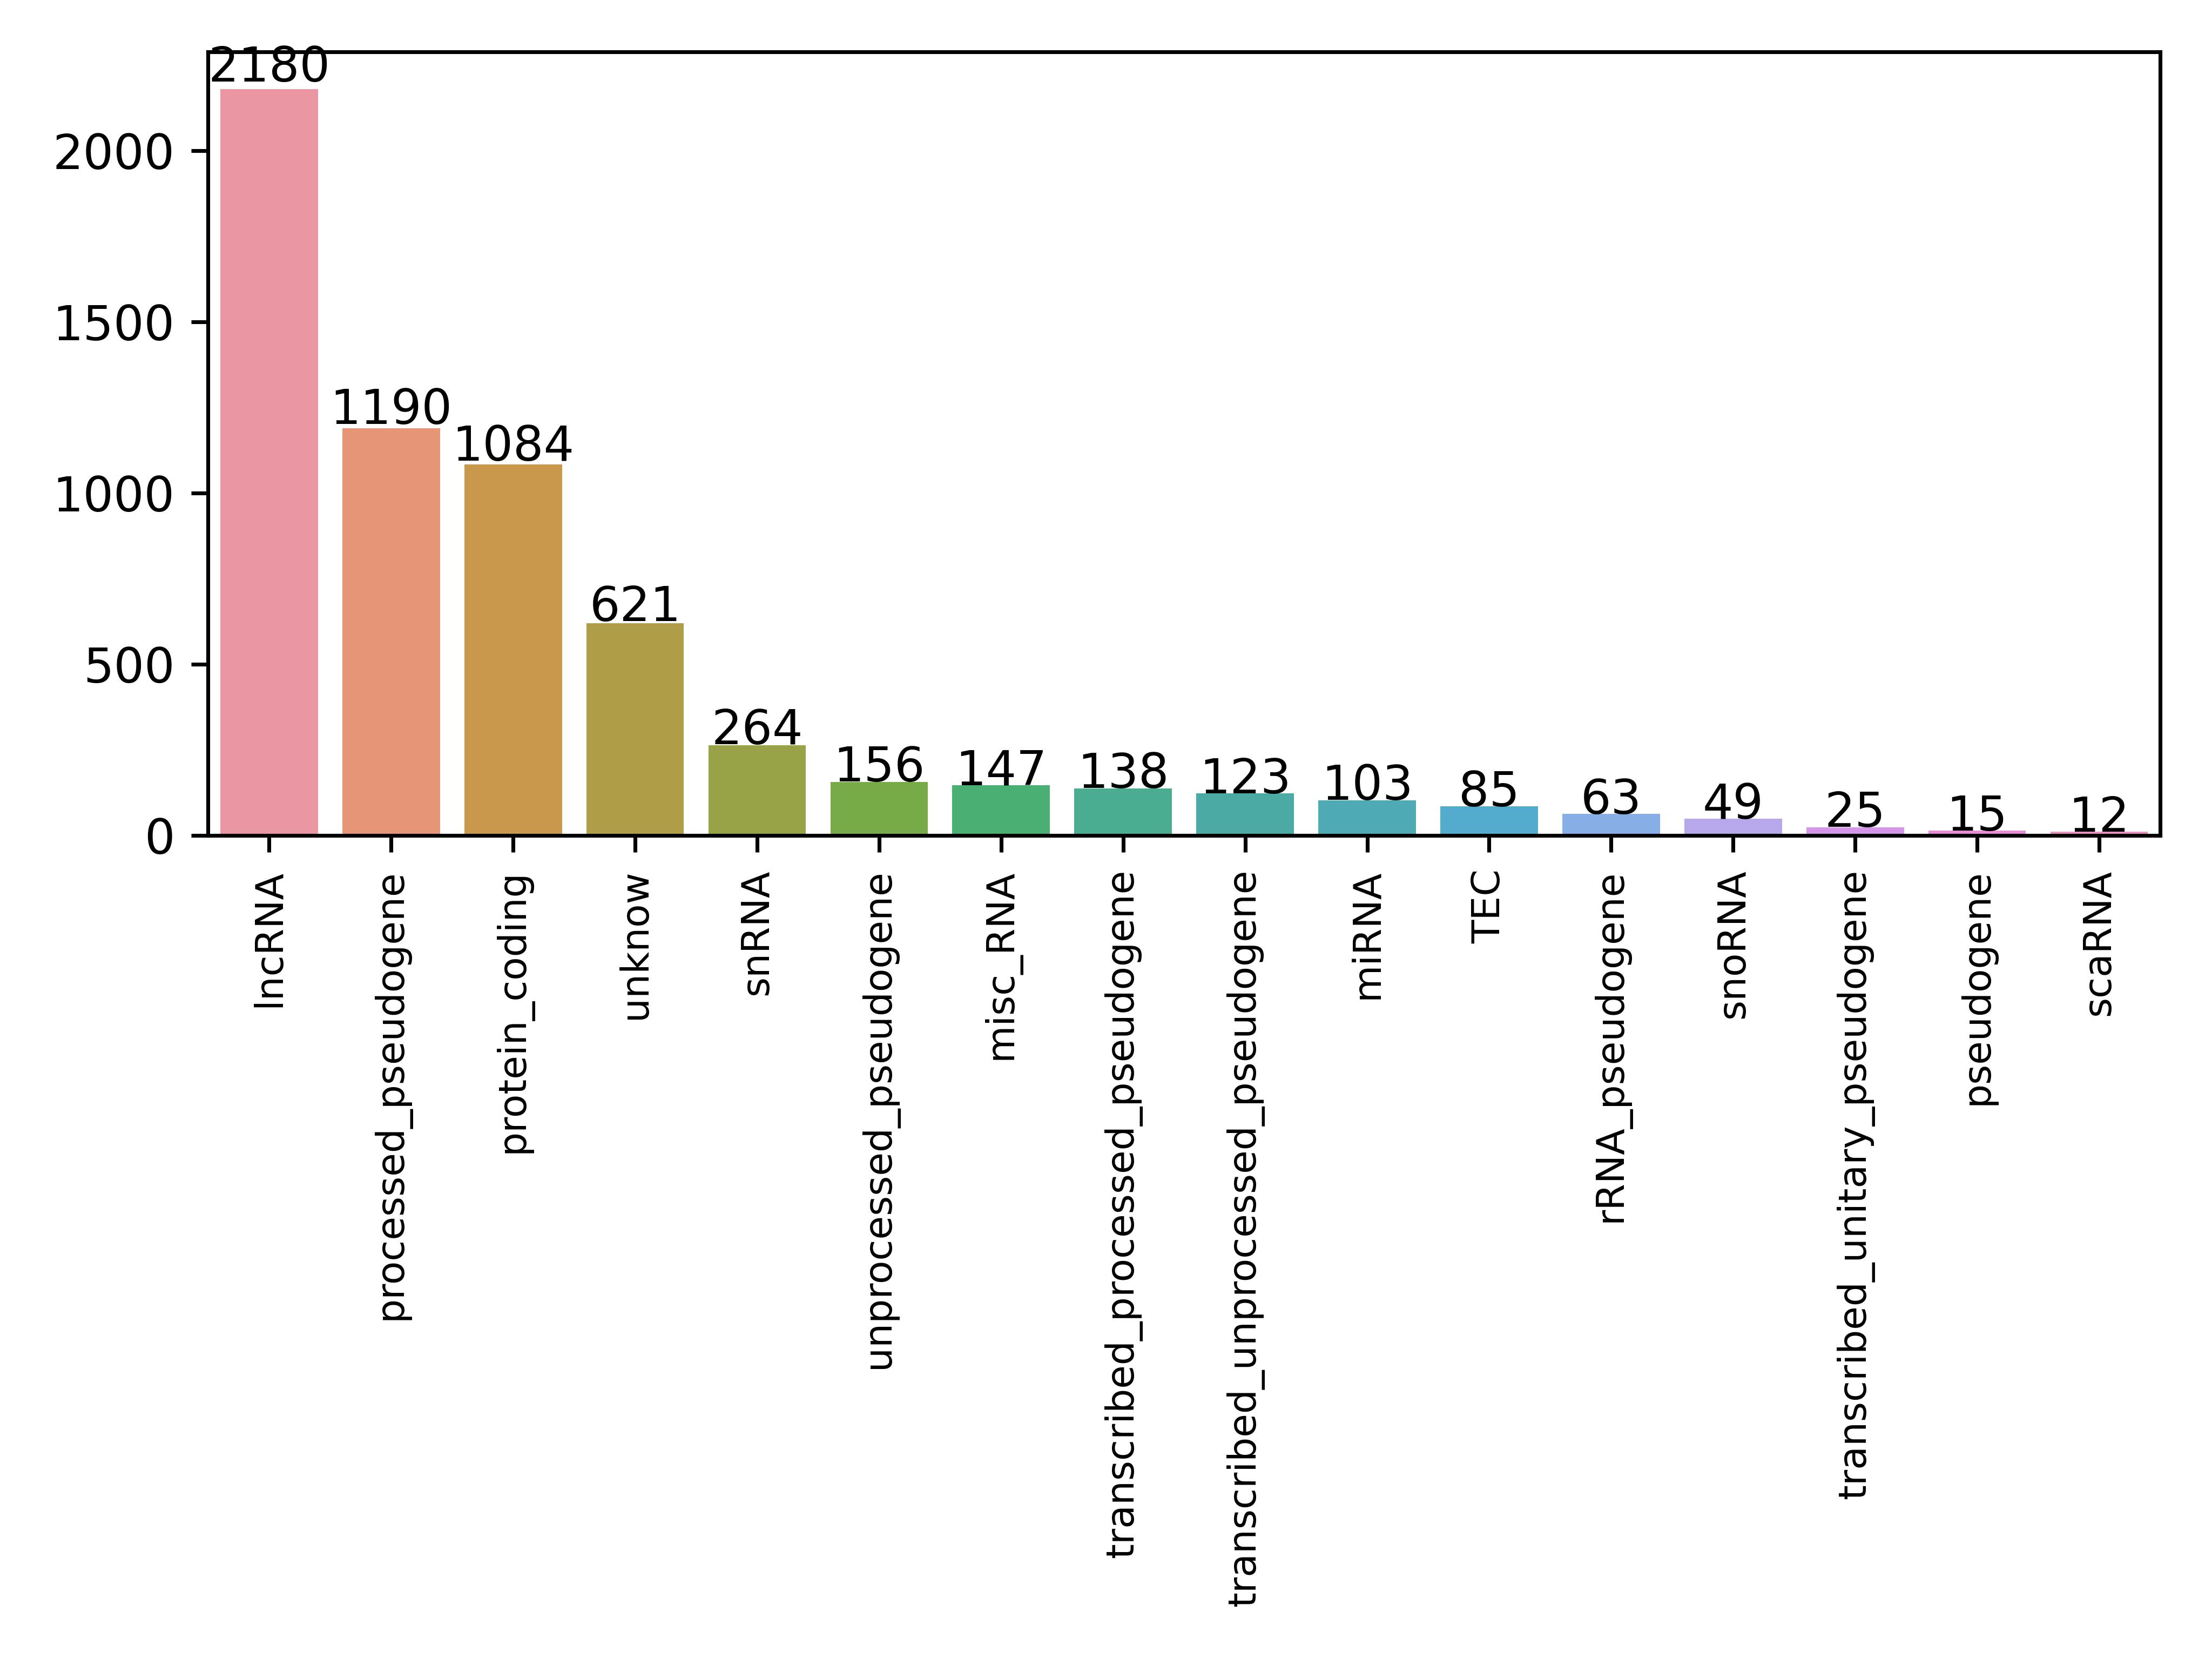 2180
2000
1500
1190
1084
1000
621
500
264
156
147
138
123
103
85
63
49
25
15
12
0
lncRNA
processed_pseudogene
protein_coding
unknow
snRNA
unprocessed_pseudogene
misc_RNA
transcribed_processed_pseudogene
transcribed_unprocessed_pseudogene
miRNA
TEC
rRNA_pseudogene
snoRNA
transcribed_unitary_pseudogene
pseudogene
scaRNA